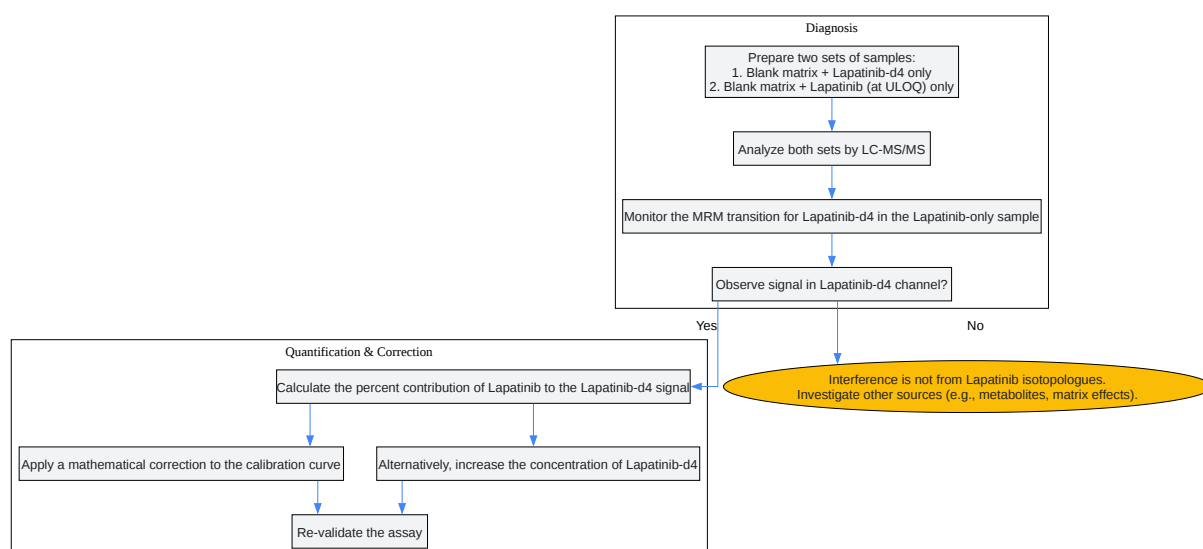 Diagnosis
Prepare two sets of samples:
1. Blank matrix + Lapatinib-d4 only
2. Blank matrix + Lapatinib (at ULOQ) only
Analyze both sets by LC-MS/MS
Monitor the MRM transition for Lapatinib-d4 in the Lapatinib-only sample
Observe signal in Lapatinib-d4 channel?
Yes
No
Quantification & Correction
Calculate the percent contribution of Lapatinib to the Lapatinib-d4 signal
Interference is not from Lapatinib isotopologues.
Investigate other sources (e.g., metabolites, matrix effects).
Apply a mathematical correction to the calibration curve
Alternatively, increase the concentration of Lapatinib-d4
Re-validate the assay